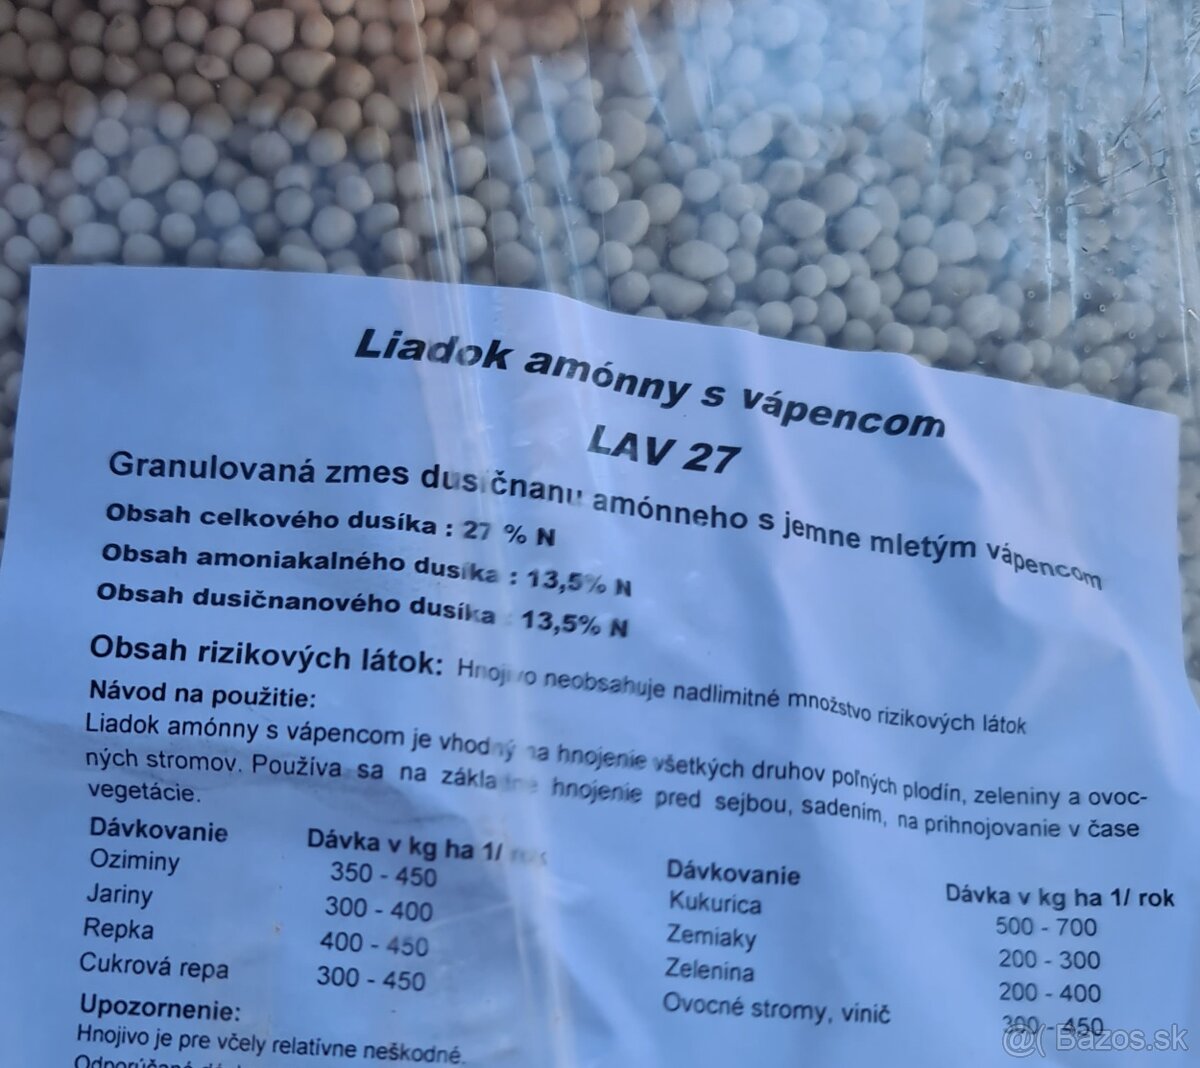 Liadok amónny s vápencom
LAV 27
Granulovaná zmes dusičnanu amónneho s jemne mletým vápencom
Obsah celkového dusíka : 27 % N
Obsah amoniakalného dusíka : 13,5% N
Obsah dusičnanového dusíka : 13,5% N
Obsah rizikových látok: Hnojivo neobsahuje nadlimitné množstvo rizikových látok
Návod na použitie:
Liadok amónny s vápencom je vhodný na hnojenie všetkých druhov poľných plodín, zeleniny a ovoc-
ných stromov. Používa sa na základné hnojenie pred sejbou, sadením, na prihnojovanie v čase
vegetácie.
Dávkovanie Dávka v kg ha 1/ rok
Oziminy 350 - 450
Jariny 300 - 400
Repka 400 - 450
Cukrová repa 300 - 450
Dávkovanie Dávka v kg ha 1/ rok
Kukurica 500 - 700
Zemiaky 200 - 300
Zelenina 200 - 400
Ovocné stromy, vinič 300 - 450
Upozornenie:
Hnojivo je pre včely relatívne neškodné.
@( Bazos.sk